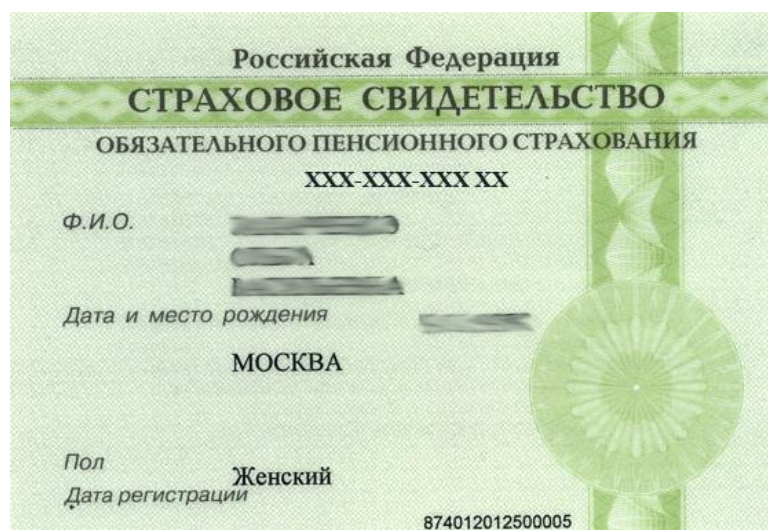 Российская Федерация
СТРАХОВОЕ СВИДЕТЕЛЬСТВО
ОБЯЗАТЕЛЬНОГО ПЕНСИОННОГО СТРАХОВАНИЯ
XXX-XXX-XXX XX
Ф.И.О.
Дата и место рождения
МОСКВА
Пол
Женский
Дата регистрации
874012012500005